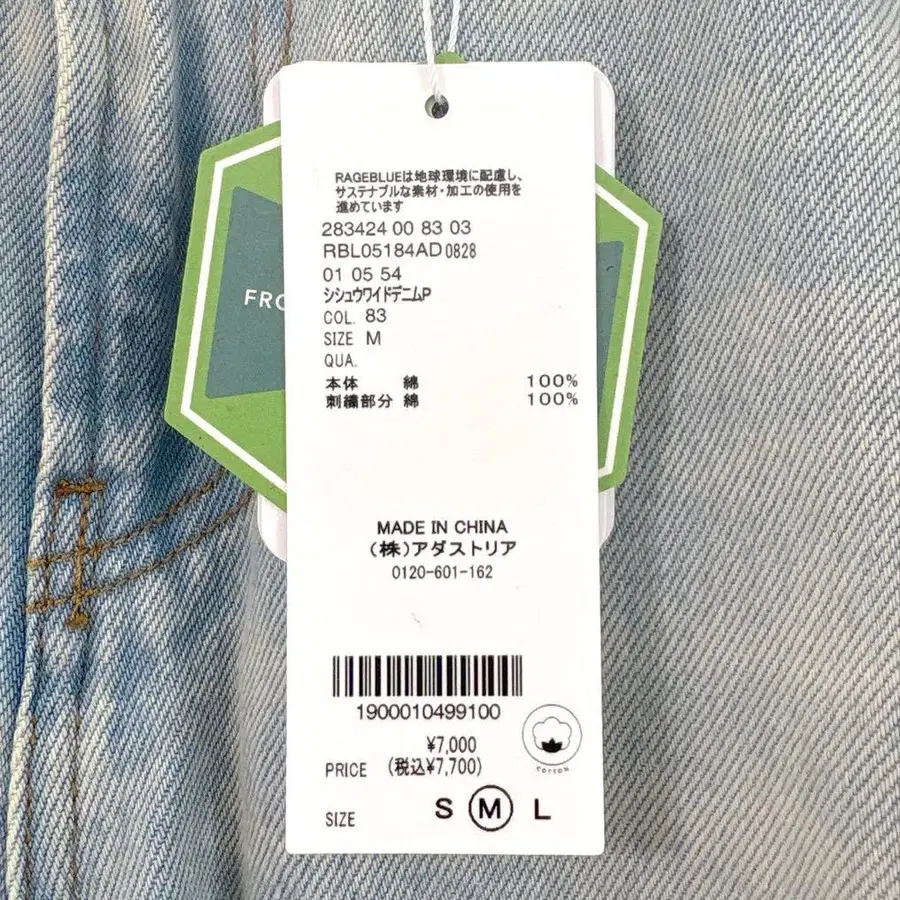 RAGEBLUEは地球環境に配慮し、
サステナブルな素材・加工の使用を
進めています
283424 00 83 03
RBL05184AD 0828
01 05 54
シシュウワイドデニムP
COL. 83
SIZE M
QUA.
本体 綿 100%
刺繍部分 綿 100%
FRO
MADE IN CHINA
(株)アダストリア
0120-601-162
1900010499100
¥7,000
PRICE (税込¥7,700)
COTTON
SIZE S M L